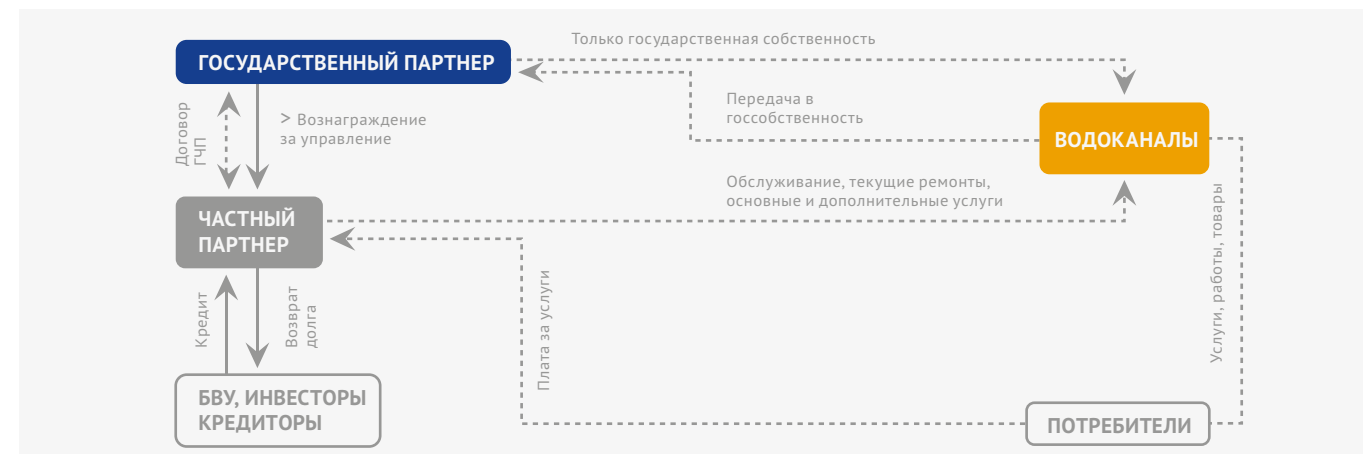 Только государственная собственность
ГОСУДАРСТВЕННЫЙ ПАРТНЕР
Передача в
госсобственность
Договор
ГЧП
> Вознаграждение
за управление
ВОДОКАНАЛЫ
Обслуживание, текущие ремонты,
основные и дополнительные услуги
ЧАСТНЫЙ
ПАРТНЕР
Услуги, работы, товары
Кредит
Возврат
долга
Плата за услуги
БВУ, ИНВЕСТОРЫ
КРЕДИТОРЫ
ПОТРЕБИТЕЛИ